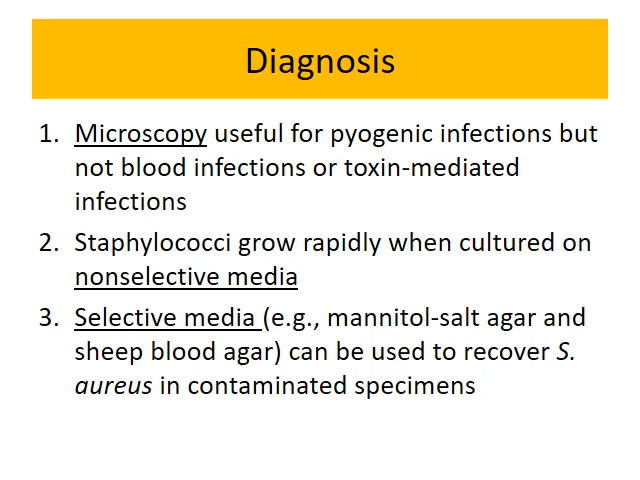 Diagnosis
1. Microscopy useful for pyogenic infections but
not blood infections or toxin-mediated
infections
2. Staphylococci grow rapidly when cultured on
nonselective media
3. Selective media (e.g., mannitol-salt agar and
sheep blood agar) can be used to recover S.
aureus in contaminated specimens